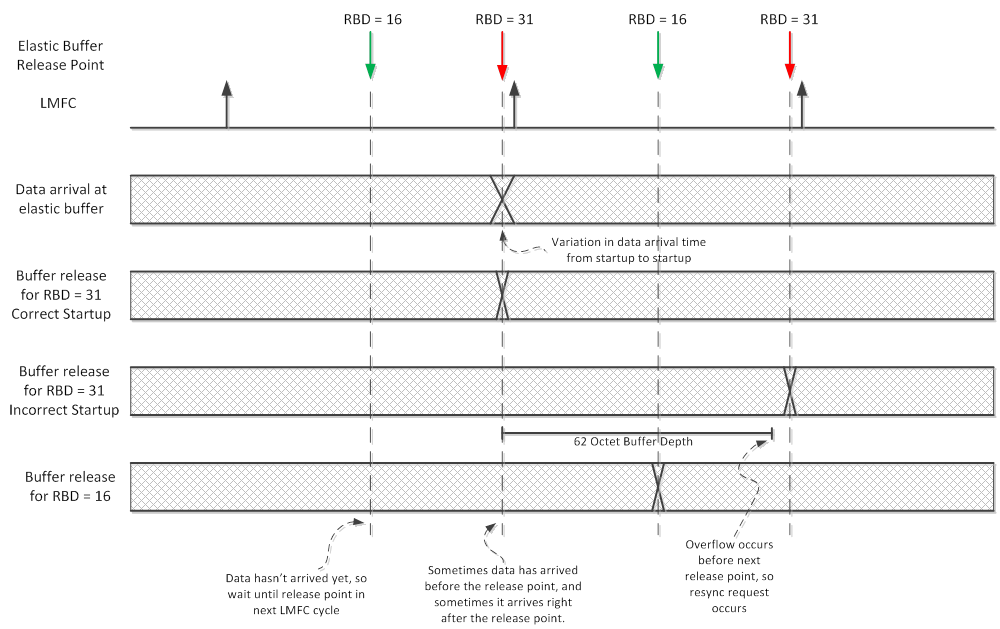 RBD = 16
RBD = 31
RBD = 16
RBD = 31
Elastic Buffer
Release Point
LMFC
Data arrival at
elastic buffer
Variation in data arrival time
from startup to startup
Buffer release
for RBD = 31
Correct Startup
Buffer release
for RBD = 31
Incorrect Startup
62 Octet Buffer Depth
Buffer release
for RBD = 16
Data hasn't arrived yet, so
wait until release point in
next LMFC cycle
Sometimes data has arrived
before the release point, and
sometimes it arrives right
after the release point.
Overflow occurs
before next
release point, so
resync request
occurs